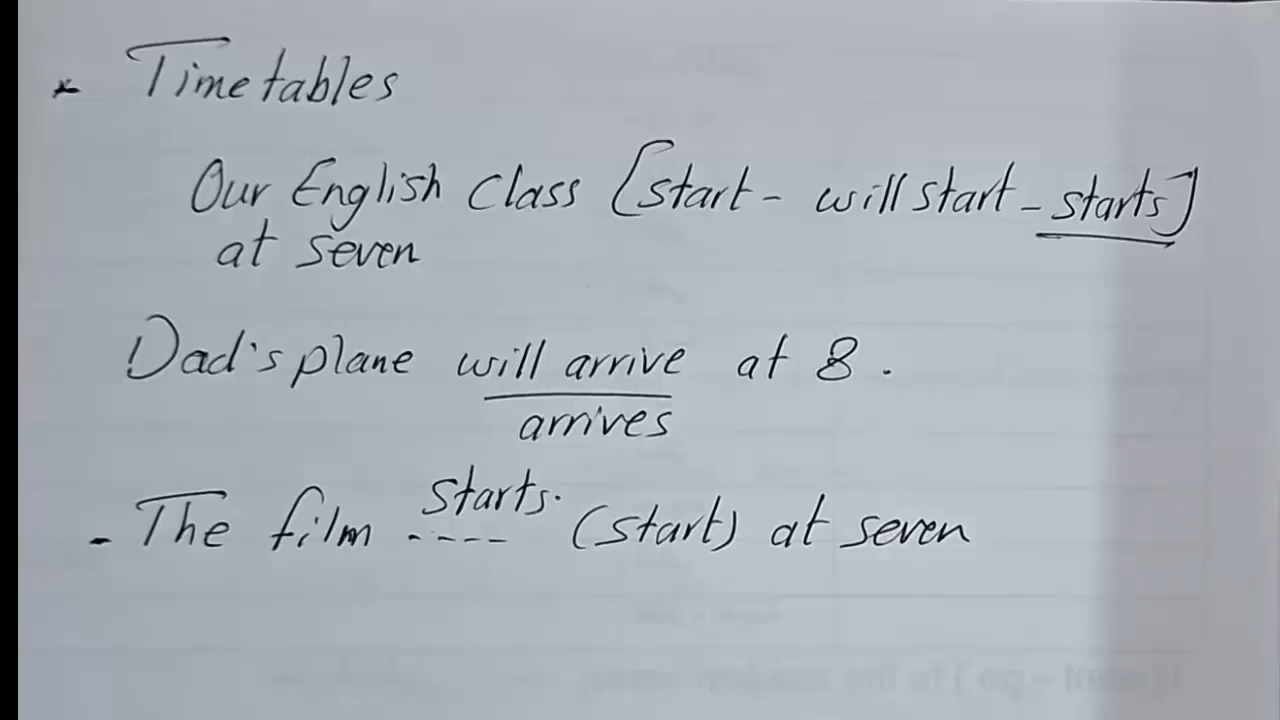 * Timetables
Our English Class [start - will start - starts]
at seven
Dad's plane will arrive at 8.
arrives
starts.
- The film ---- (start) at seven